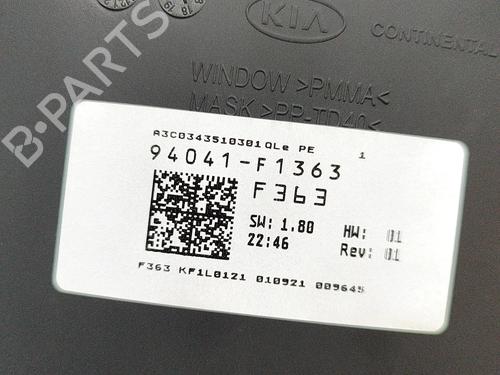 KIA
CONTINENTAL
WINDOW >PMMA<
MASK >PP-TD40<
A3C0343510301QLe PE 1
94041-F1363
F363
SW: 1.80 HW: 01
22:46 Rev: 01
F363 KF1L0121 010921 009645
B-PARTS